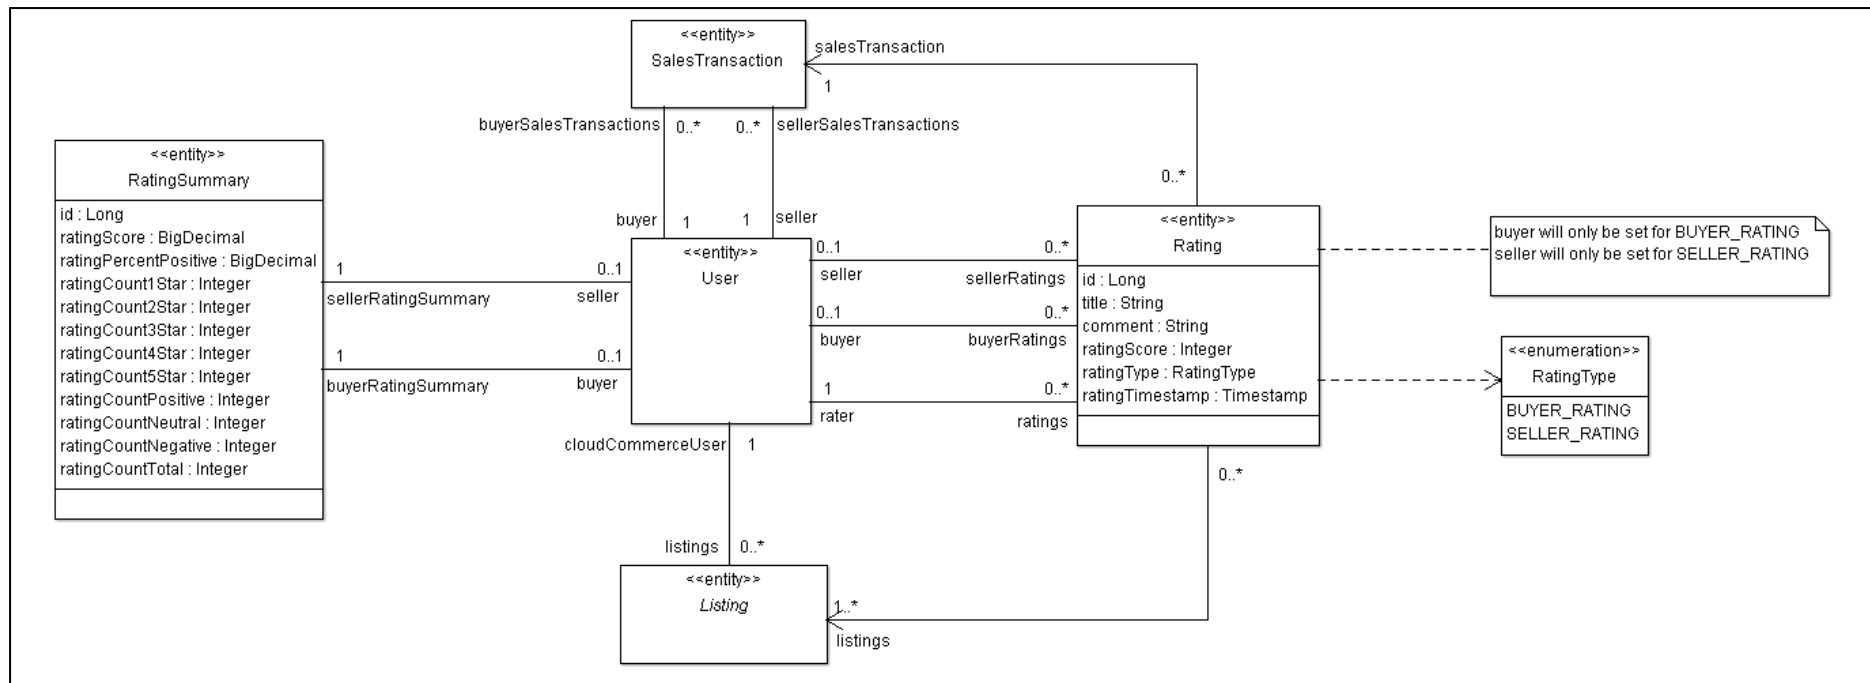 <<entity>>
SalesTransaction
salesTransaction
1
buyerSalesTransactions
0..*
0..*
sellerSalesTransactions
<<entity>>
RatingSummary
id : Long
ratingScore : BigDecimal
ratingPercentPositive : BigDecimal
ratingCount1Star : Integer
ratingCount2Star : Integer
ratingCount3Star : Integer
ratingCount4Star : Integer
ratingCount5Star : Integer
ratingCountPositive : Integer
ratingCountNeutral : Integer
ratingCountNegative : Integer
ratingCountTotal : Integer
1
sellerRatingSummary
0..1
seller
1
buyerRatingSummary
0..1
buyer
buyer
1
1
seller
<<entity>>
User
0..1
seller
0..*
sellerRatings
0..1
buyer
0..*
buyerRatings
1
rater
0..*
ratings
0..*
<<entity>>
Rating
id : Long
title : String
comment : String
ratingScore : Integer
ratingType : RatingType
ratingTimestamp : Timestamp
buyer will only be set for BUYER_RATING
seller will only be set for SELLER_RATING
<<enumeration>>
RatingType
BUYER_RATING
SELLER_RATING
cloudCommerceUser
1
0..*
listings
0..*
<<entity>>
Listing
1..*
listings